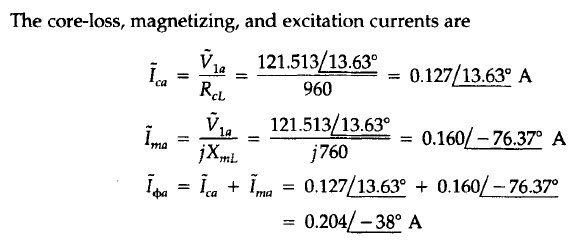 The core-loss, magnetizing, and excitation currents are
Ĩca = Ṽ1a / RcL = 121.513/13.63° / 960 = 0.127/13.63° A
Ĩma = Ṽ1a / jXmL = 121.513/13.63° / j760 = 0.160/−76.37° A
Ĩϕa = Ĩca + Ĩma = 0.127/13.63° + 0.160/−76.37°
= 0.204/−38° A